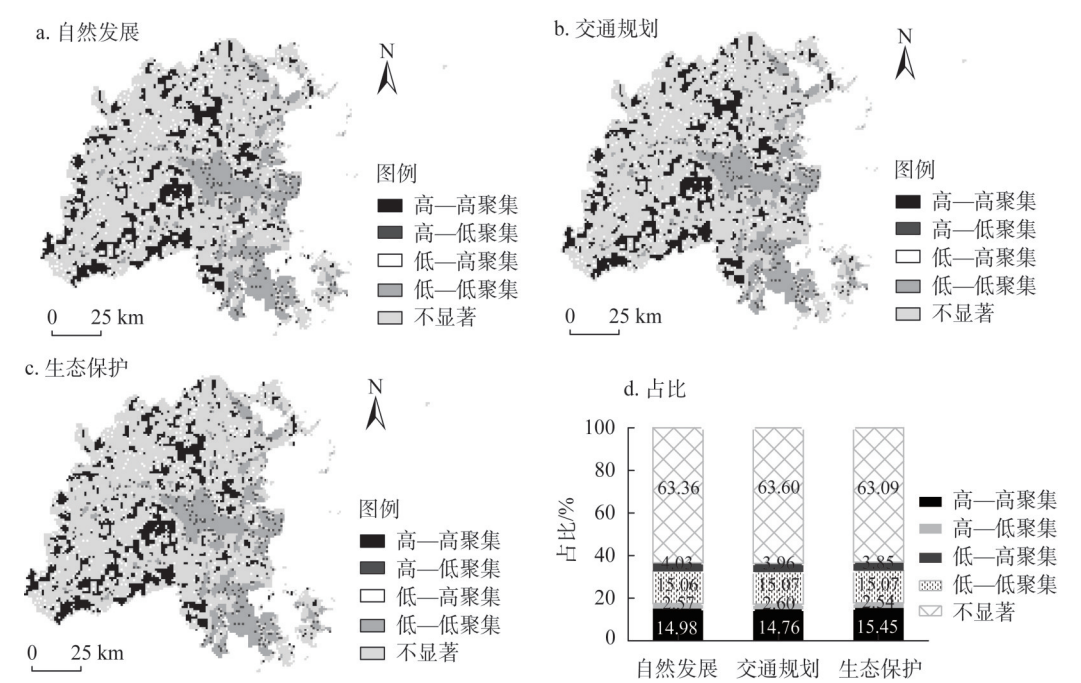 a. 自然发展
N
图例
高—高聚集
高—低聚集
低—高聚集
低—低聚集
不显著
0 25 km
b. 交通规划
N
图例
高—高聚集
高—低聚集
低—高聚集
低—低聚集
不显著
0 25 km
c. 生态保护
N
图例
高—高聚集
高—低聚集
低—高聚集
低—低聚集
不显著
0 25 km
d. 占比
占比/%
100
80
60
40
20
0
63.36 63.60 63.09
4.03 3.96 3.85
15.06 15.07
2.57 2.60 2.54
14.98 14.76 15.45
自然发展 交通规划 生态保护
高—高聚集
高—低聚集
低—高聚集
低—低聚集
不显著